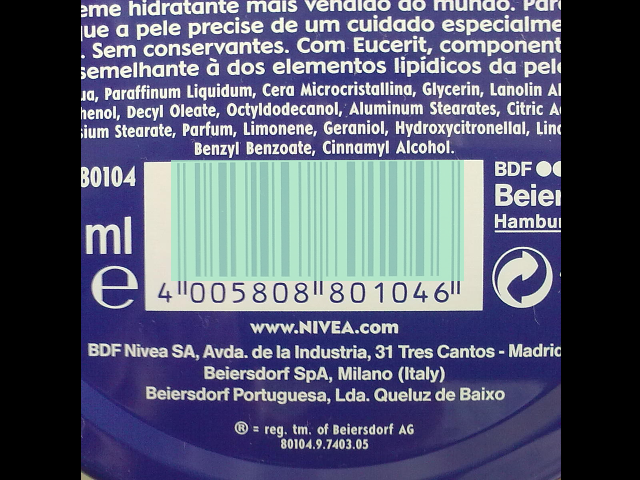 eme hidratante mais vendido do mundo. Para
que a pele precise de um cuidado especialme
. Sem conservantes. Com Eucerit, component
semelhante à dos elementos lipídicos da pele
ua, Paraffinum Liquidum, Cera Microcristallina, Glycerin, Lanolin Al
henol, Decyl Oleate, Octyldodecanol, Aluminum Stearates, Citric A
sium Stearate, Parfum, Limonene, Geraniol, Hydroxycitronellal, Lin
Benzyl Benzoate, Cinnamyl Alcohol.
80104
BDF
Beier
Hambur
ml
e
4 005808 801046
www.NIVEA.com
BDF Nivea SA, Avda. de la Industria, 31 Tres Cantos - Madrid
Beiersdorf SpA, Milano (Italy)
Beiersdorf Portuguesa, Lda. Queluz de Baixo
® = reg. tm. of Beiersdorf AG
80104.9.7403.05